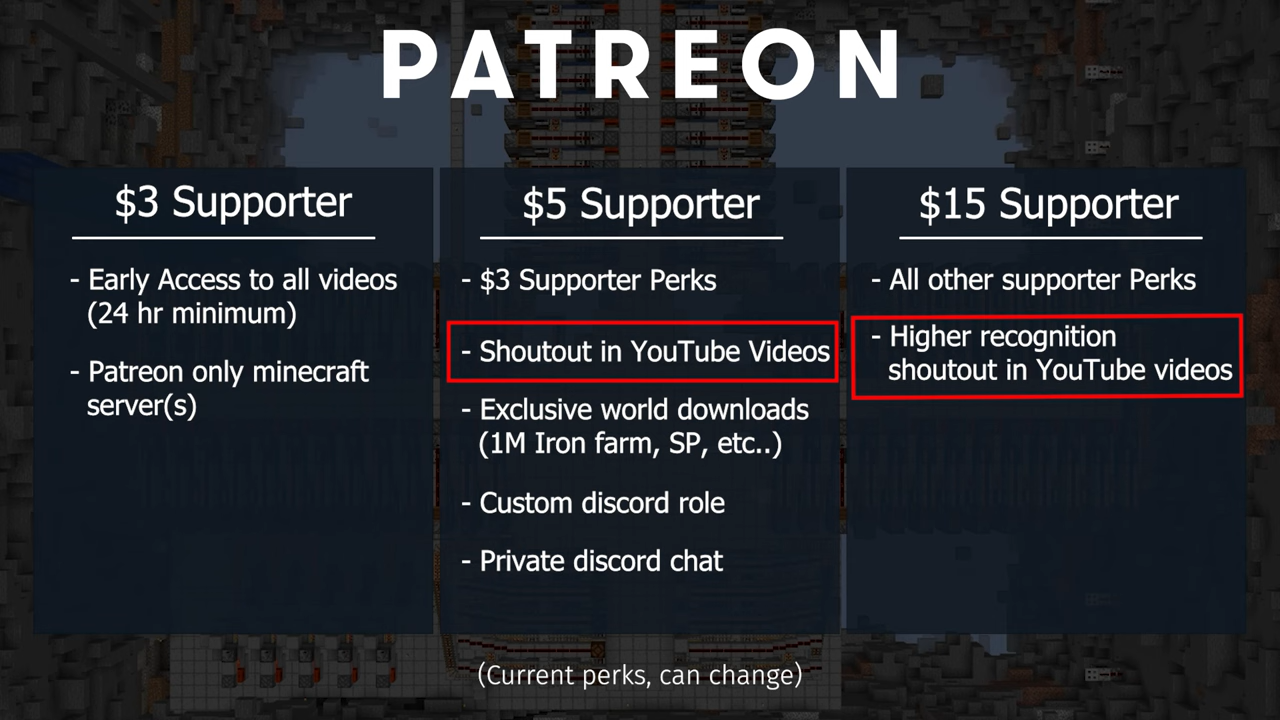 PATREON
$3 Supporter
- Early Access to all videos
(24 hr minimum)
- Patreon only minecraft
server(s)
$5 Supporter
- $3 Supporter Perks
- Shoutout in YouTube Videos
- Exclusive world downloads
(1M Iron farm, SP, etc..)
- Custom discord role
- Private discord chat
$15 Supporter
- All other supporter Perks
- Higher recognition
shoutout in YouTube videos
(Current perks, can change)